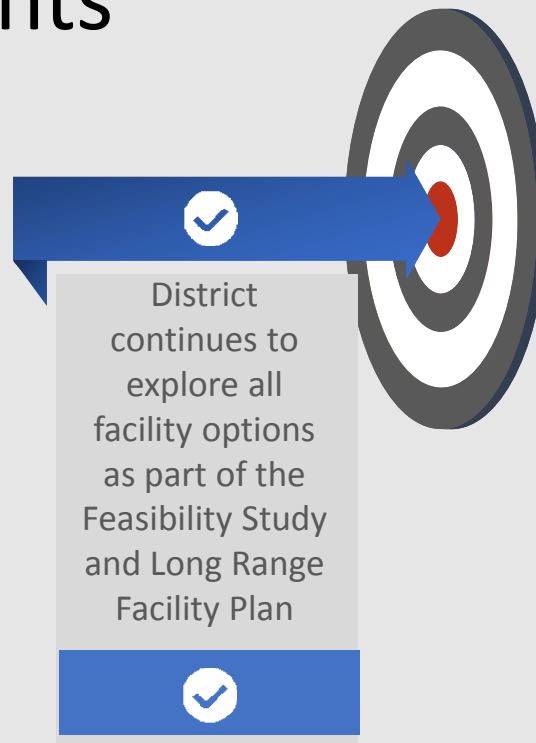 nts
District
continues to
explore all
facility options
as part of the
Feasibility Study
and Long Range
Facility Plan